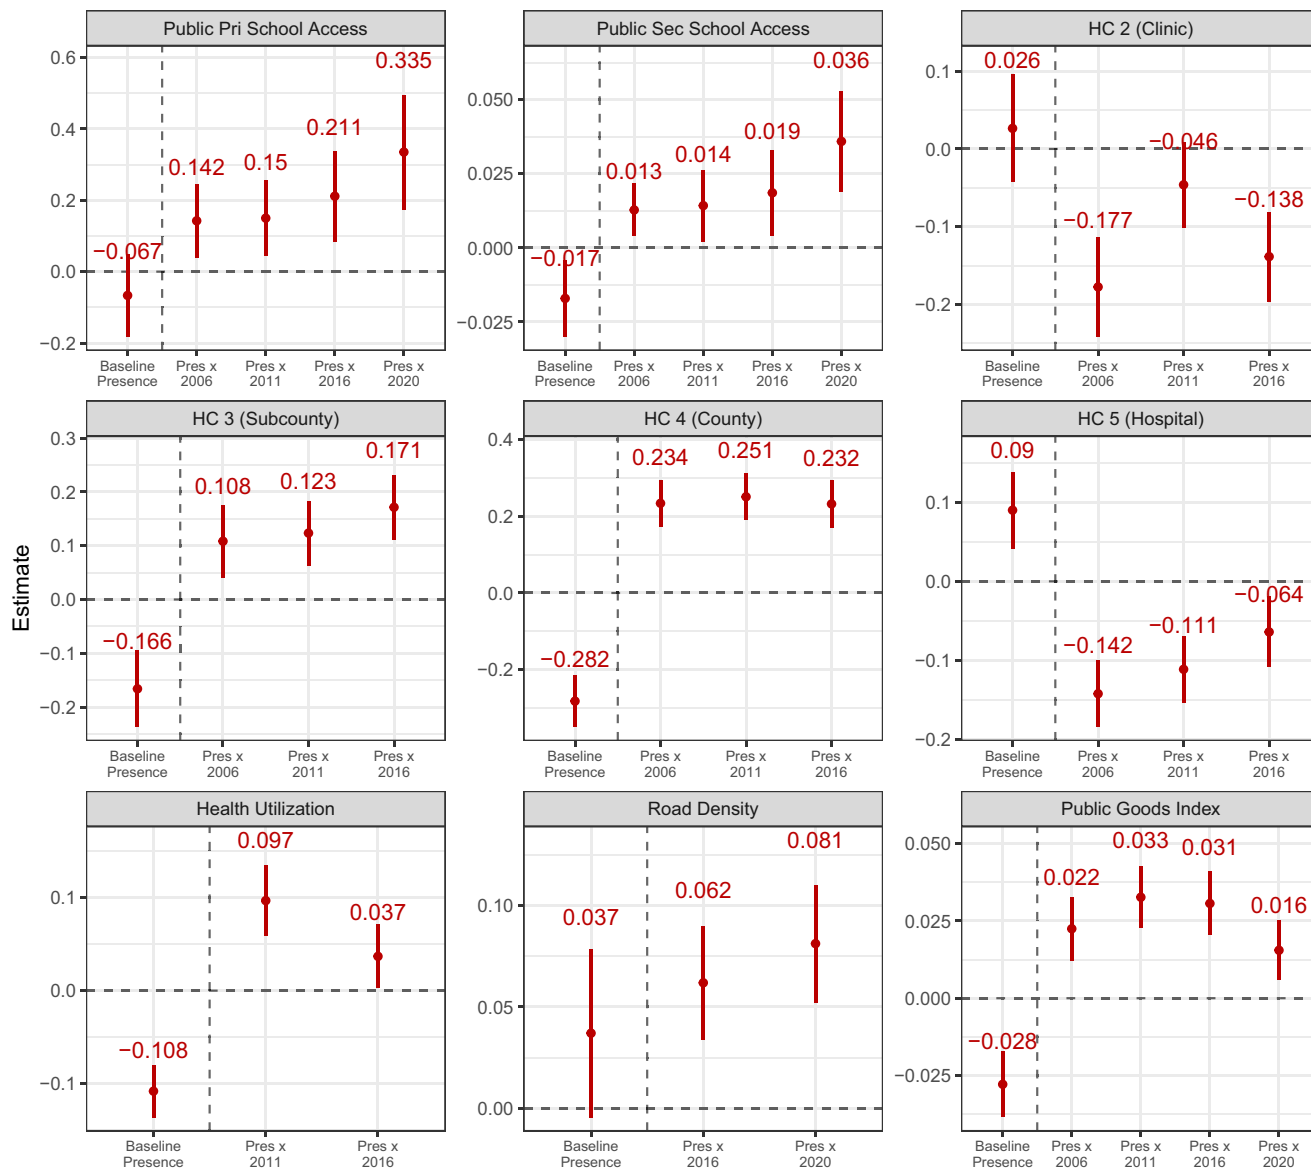 Public Pri School Access
0.335
0.211
0.142
0.15
−0.067
0.6
0.4
0.2
0.0
−0.2
Baseline Presence
Pres x 2006
Pres x 2011
Pres x 2016
Pres x 2020
Public Sec School Access
0.036
0.019
0.014
0.013
−0.017
0.050
0.025
0.000
−0.025
Baseline Presence
Pres x 2006
Pres x 2011
Pres x 2016
Pres x 2020
HC 2 (Clinic)
0.026
−0.046
−0.138
−0.177
0.1
0.0
−0.1
−0.2
Baseline Presence
Pres x 2006
Pres x 2011
Pres x 2016
Estimate
HC 3 (Subcounty)
0.171
0.123
0.108
−0.166
0.3
0.2
0.1
0.0
−0.1
−0.2
Baseline Presence
Pres x 2006
Pres x 2011
Pres x 2016
HC 4 (County)
0.234
0.251
0.232
−0.282
0.4
0.2
0.0
−0.2
Baseline Presence
Pres x 2006
Pres x 2011
Pres x 2016
HC 5 (Hospital)
0.09
−0.064
−0.111
−0.142
0.1
0.0
−0.1
−0.2
Baseline Presence
Pres x 2006
Pres x 2011
Pres x 2016
Health Utilization
0.097
0.037
−0.108
0.1
0.0
−0.1
Baseline Presence
Pres x 2011
Pres x 2016
Road Density
0.081
0.062
0.037
0.10
0.05
0.00
Baseline Presence
Pres x 2016
Pres x 2020
Public Goods Index
0.033
0.031
0.022
0.016
−0.028
0.050
0.025
0.000
−0.025
Baseline Presence
Pres x 2006
Pres x 2011
Pres x 2016
Pres x 2020